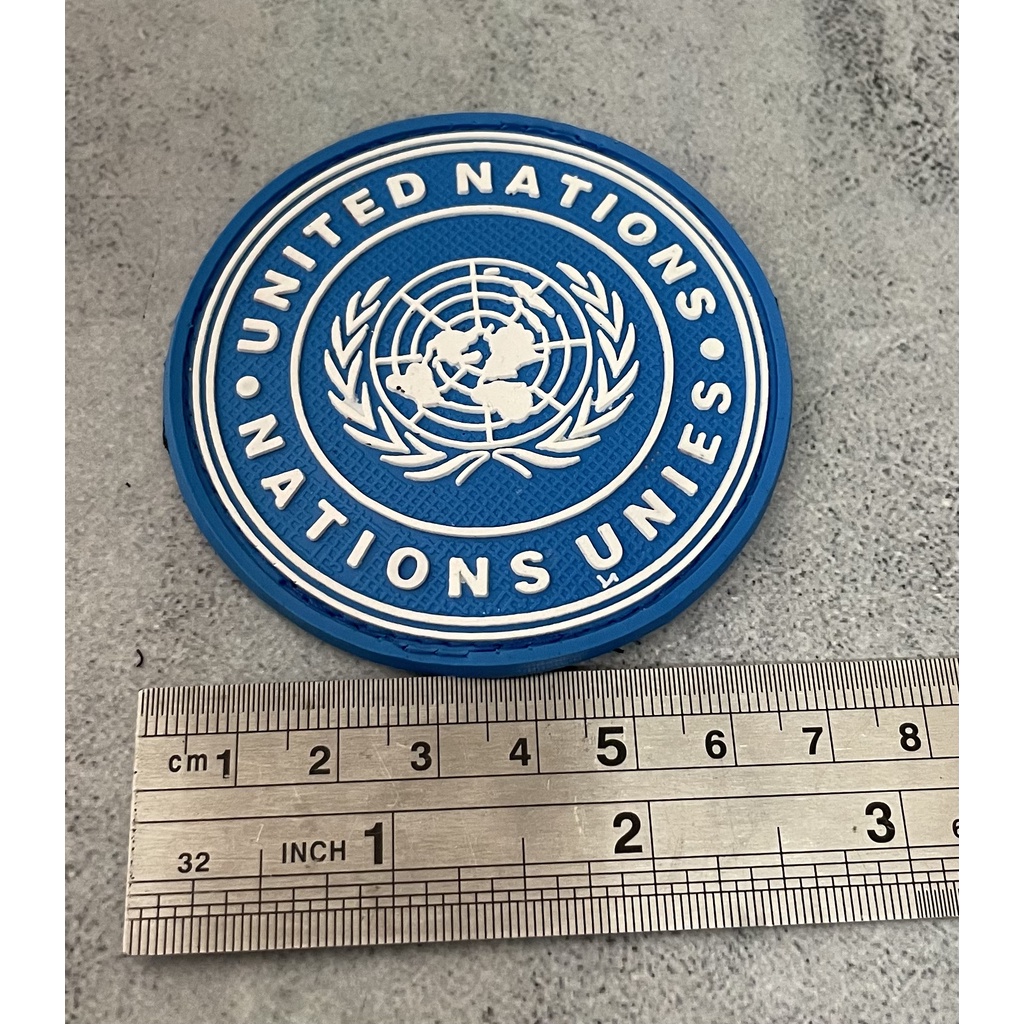 UNITED NATIONS
• NATIONS UNIES •
cm 1 2 3 4 5 6 7 8
INCH 1 2 3
32